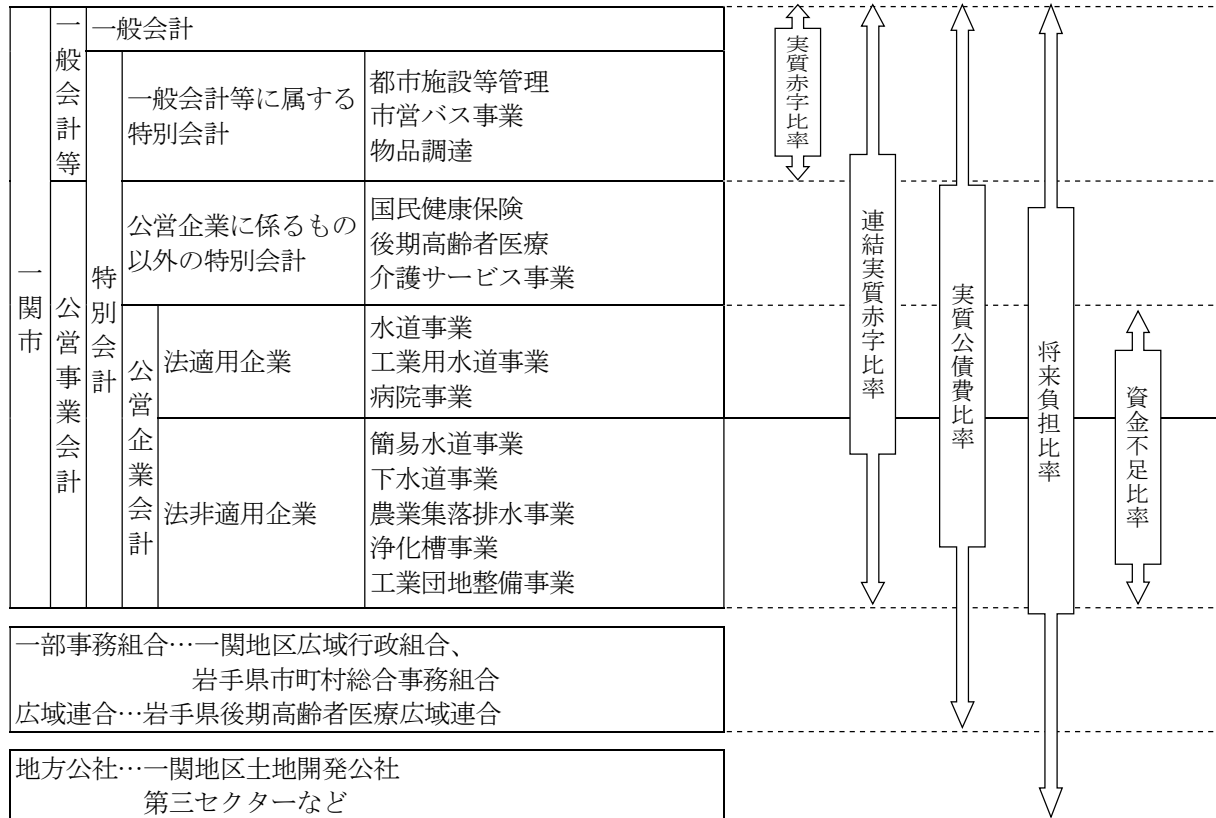 一関市
一般会計等
一般会計
特別会計
一般会計等に属する
特別会計
都市施設等管理
市営バス事業
物品調達
公営事業会計
公営企業に係るもの
以外の特別会計
国民健康保険
後期高齢者医療
介護サービス事業
公営企業会計
法適用企業
水道事業
工業用水道事業
病院事業
法非適用企業
簡易水道事業
下水道事業
農業集落排水事業
浄化槽事業
工業団地整備事業
実質赤字比率
連結実質赤字比率
実質公債費比率
将来負担比率
資金不足比率
一部事務組合…一関地区広域行政組合、
岩手県市町村総合事務組合
広域連合…岩手県後期高齢者医療広域連合
地方公社…一関地区土地開発公社
第三セクターなど